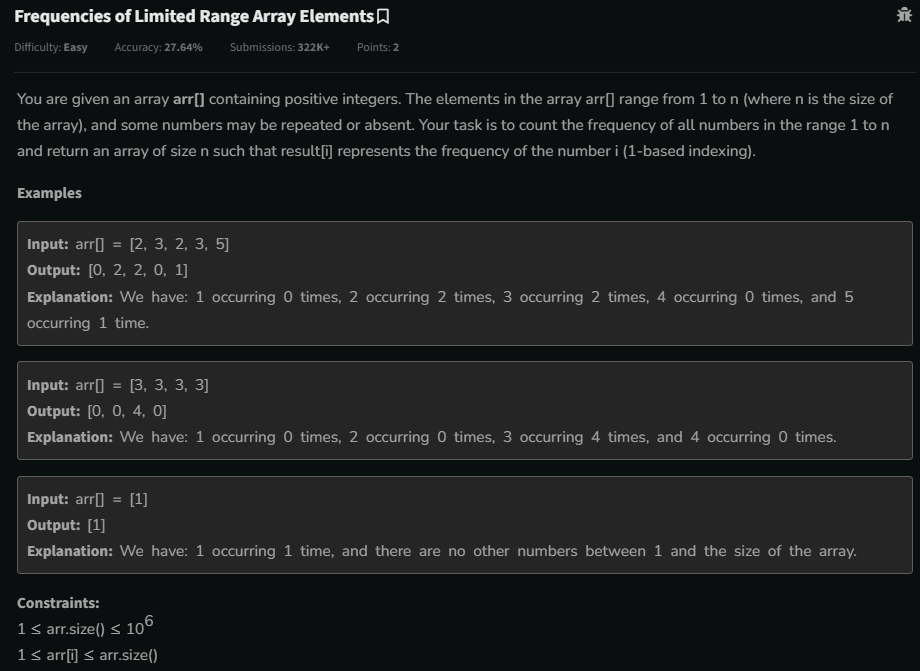 Frequencies of Limited Range Array Elements
Difficulty: Easy Accuracy: 27.64% Submissions: 322K+ Points: 2
You are given an array arr[] containing positive integers. The elements in the array arr[] range from 1 to n (where n is the size of
the array), and some numbers may be repeated or absent. Your task is to count the frequency of all numbers in the range 1 to n
and return an array of size n such that result[i] represents the frequency of the number i (1-based indexing).
Examples
Input: arr[] = [2, 3, 2, 3, 5]
Output: [0, 2, 2, 0, 1]
Explanation: We have: 1 occurring 0 times, 2 occurring 2 times, 3 occurring 2 times, 4 occurring 0 times, and 5
occurring 1 time.
Input: arr[] = [3, 3, 3, 3]
Output: [0, 0, 4, 0]
Explanation: We have: 1 occurring 0 times, 2 occurring 0 times, 3 occurring 4 times, and 4 occurring 0 times.
Input: arr[] = [1]
Output: [1]
Explanation: We have: 1 occurring 1 time, and there are no other numbers between 1 and the size of the array.
Constraints:
1 ≤ arr.size() ≤ 10⁶
1 ≤ arr[i] ≤ arr.size()